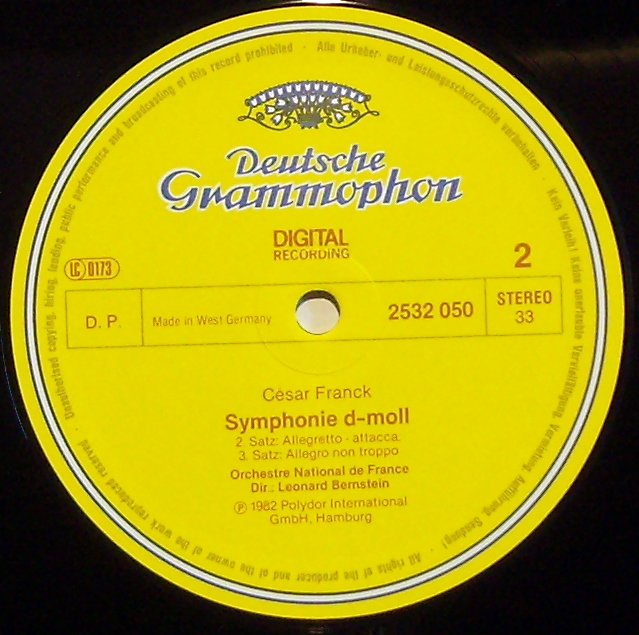 Alle Urheber- und Leistungsschutzrechte vorbehalten · Kein Verleih! Keine unerlaubte Vervielfältigung, Vermietung, Aufführung, Sendung! · All rights of the producer and of the owner of the work reproduced reserved · Unauthorised copying, hiring, lending, public performance and broadcasting of this record prohibited ·
Deutsche
Grammophon
DIGITAL
RECORDING
2
LC 0173
D. P.
Made in West Germany
2532 050
STEREO
33
César Franck
Symphonie d-moll
2. Satz: Allegretto - attacca:
3. Satz: Allegro non troppo
Orchestre National de France
Dir.: Leonard Bernstein
Ⓟ 1982 Polydor International
GmbH, Hamburg